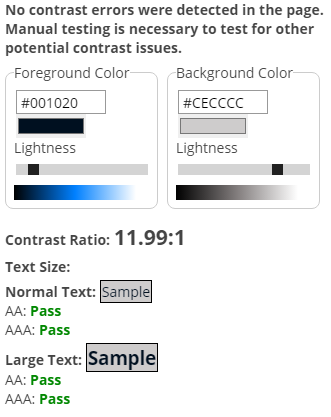 No contrast errors were detected in the page.
Manual testing is necessary to test for other
potential contrast issues.
Foreground Color
#001020
Lightness
Background Color
#CECCCC
Lightness
Contrast Ratio: 11.99:1
Text Size:
Normal Text: Sample
AA: Pass
AAA: Pass
Large Text: Sample
AA: Pass
AAA: Pass